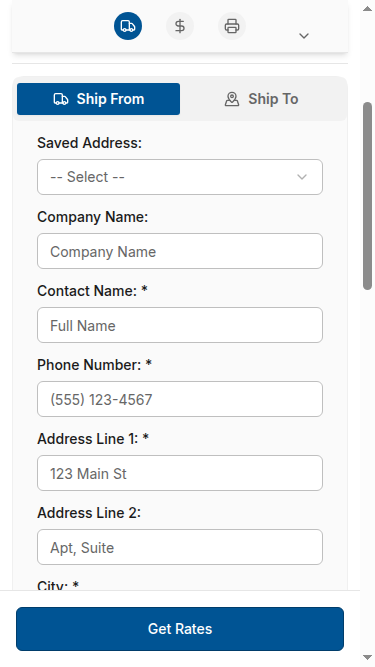 Ship From
Ship To
Saved Address:
-- Select --
Company Name:
Company Name
Contact Name: *
Full Name
Phone Number: *
(555) 123-4567
Address Line 1: *
123 Main St
Address Line 2:
Apt, Suite
City: *
Get Rates